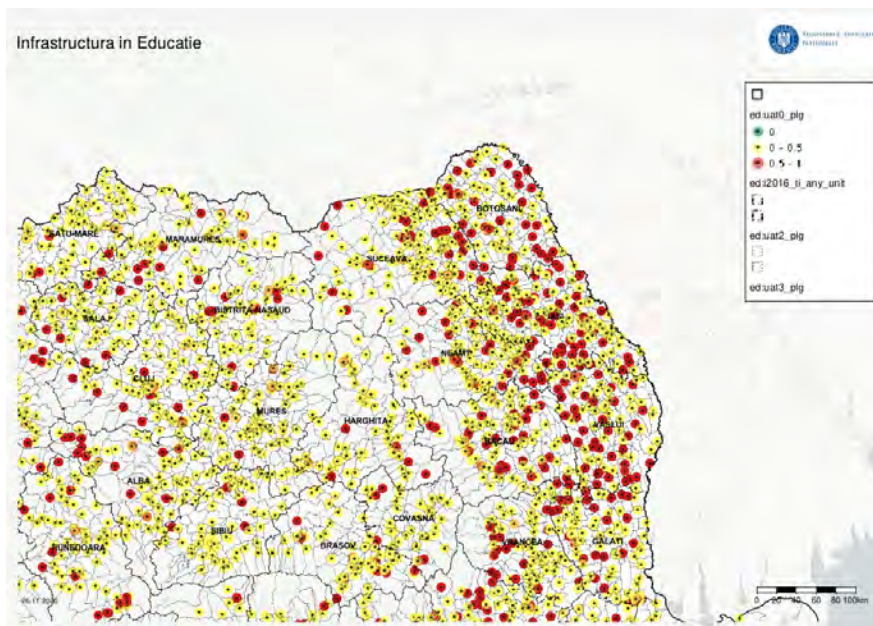 Infrastructura in Educatie
ed:uat0_plg
0
0 - 0.5
0.5 - 1
ed:i2016_ti_any_unit
ed:uat2_plg
ed:uat3_plg
BOTOSANI
SATU-MARE
MARAMURES
SUCEAVA
BISTRITA-NASAUD
SALAJ
NEAMT
CLUJ
MURES
HARGHITA
VASLUI
BACAU
ALBA
COVASNA
SIBIU
HUNEDOARA
BRASOV
VRANCEA
GALATI
0 20 40 60 80 100km